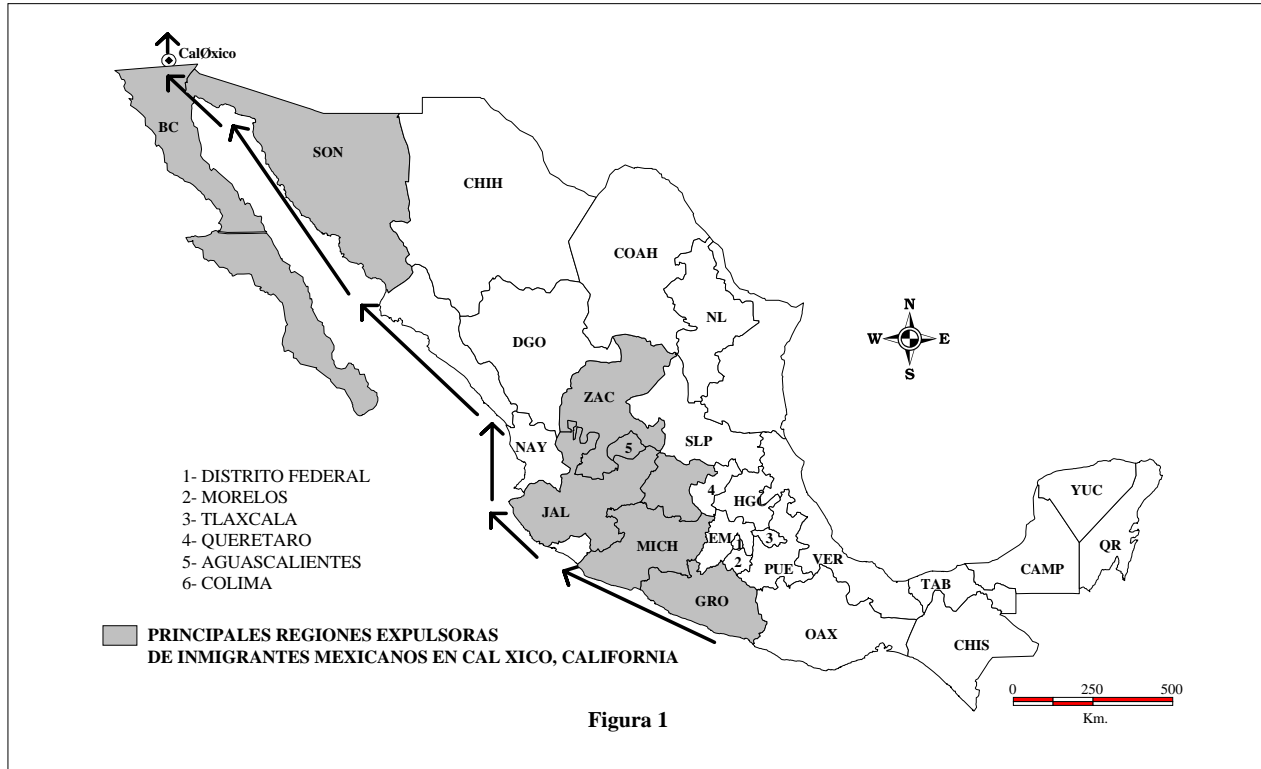 CalØxico
BC
SON
CHIH
COAH
NL
DGO
ZAC
NAY
SLP
5
4
HGO
JAL
MICH
EM
1
2
3
PUE
VER
GRO
OAX
TAB
CHIS
CAMP
YUC
QR
N
W E
S
1- DISTRITO FEDERAL
2- MORELOS
3- TLAXCALA
4- QUERETARO
5- AGUASCALIENTES
6- COLIMA
PRINCIPALES REGIONES EXPULSORAS
DE INMIGRANTES MEXICANOS EN CAL XICO, CALIFORNIA
0 250 500
Km.
Figura 1